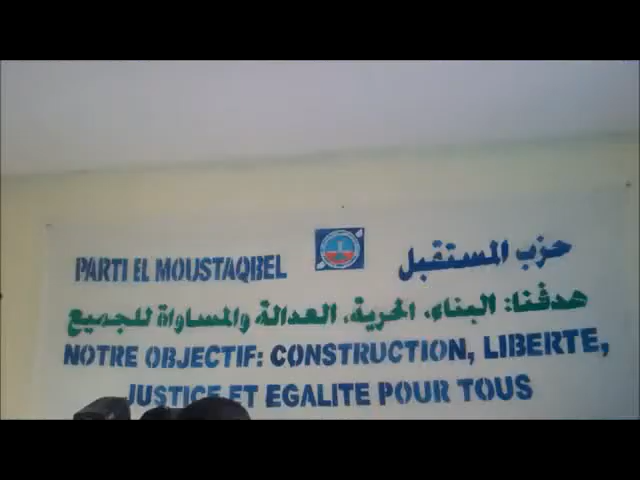 PARTI EL MOUSTAQBEL
حزب المستقبل
هدفنا: البناء، الحرية، العدالة والمساواة للجميع
NOTRE OBJECTIF: CONSTRUCTION, LIBERTE,
JUSTICE ET EGALITE POUR TOUS